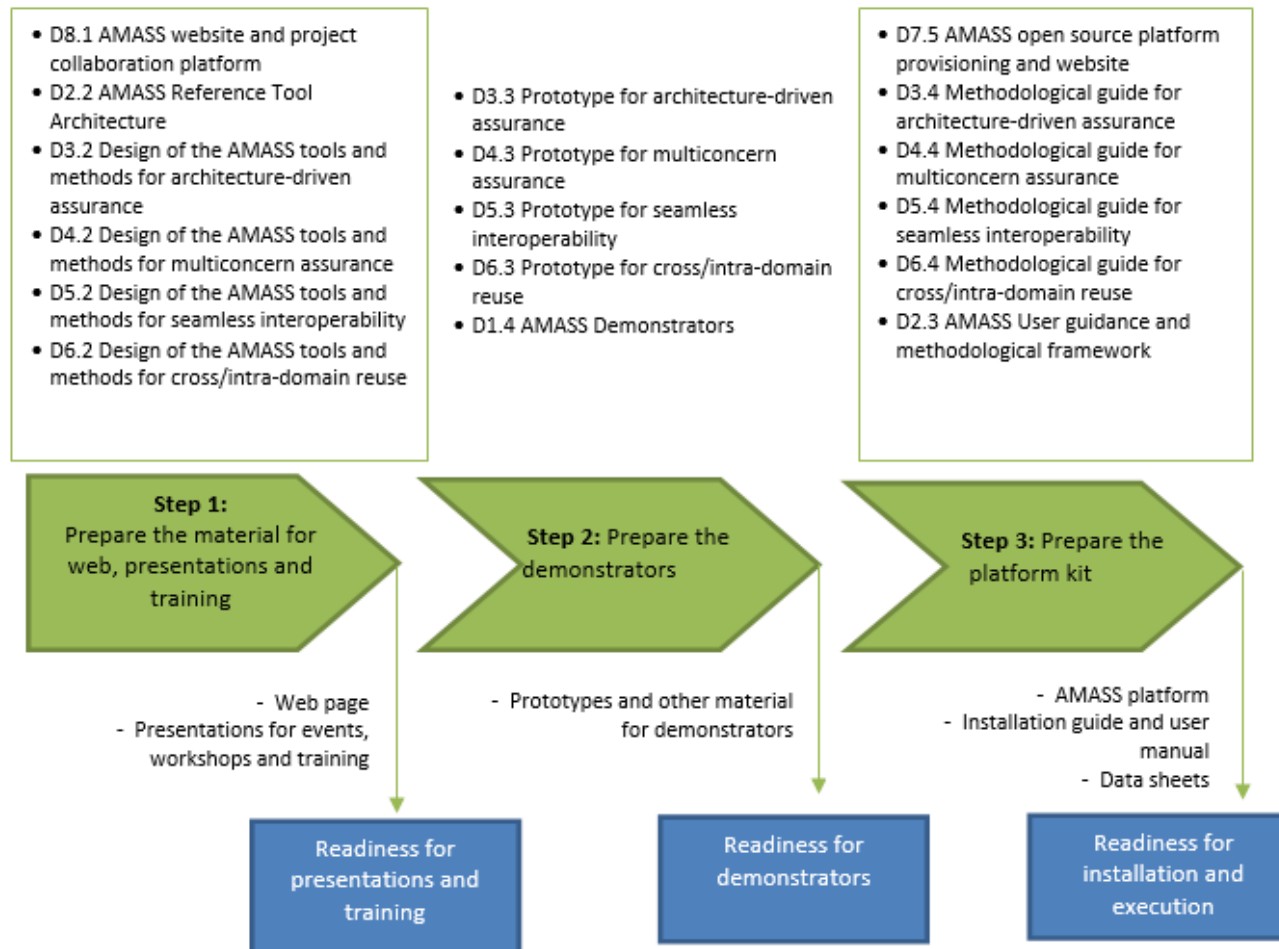 • D8.1 AMASS website and project
collaboration platform
• D2.2 AMASS Reference Tool
Architecture
• D3.2 Design of the AMASS tools and
methods for architecture-driven
assurance
• D4.2 Design of the AMASS tools and
methods for multiconcern assurance
• D5.2 Design of the AMASS tools and
methods for seamless interoperability
• D6.2 Design of the AMASS tools and
methods for cross/intra-domain reuse
• D3.3 Prototype for architecture-driven
assurance
• D4.3 Prototype for multiconcern
assurance
• D5.3 Prototype for seamless
interoperability
• D6.3 Prototype for cross/intra-domain
reuse
• D1.4 AMASS Demonstrators
• D7.5 AMASS open source platform
provisioning and website
• D3.4 Methodological guide for
architecture-driven assurance
• D4.4 Methodological guide for
multiconcern assurance
• D5.4 Methodological guide for
seamless interoperability
• D6.4 Methodological guide for
cross/intra-domain reuse
• D2.3 AMASS User guidance and
methodological framework
Step 1:
Prepare the material for
web, presentations and
training
Step 2: Prepare the
demonstrators
Step 3: Prepare the
platform kit
- Web page
- Presentations for events,
workshops and training
- Prototypes and other material
for demonstrators
- AMASS platform
- Installation guide and user
manual
- Data sheets
Readiness for
presentations and
training
Readiness for
demonstrators
Readiness for
installation and
execution